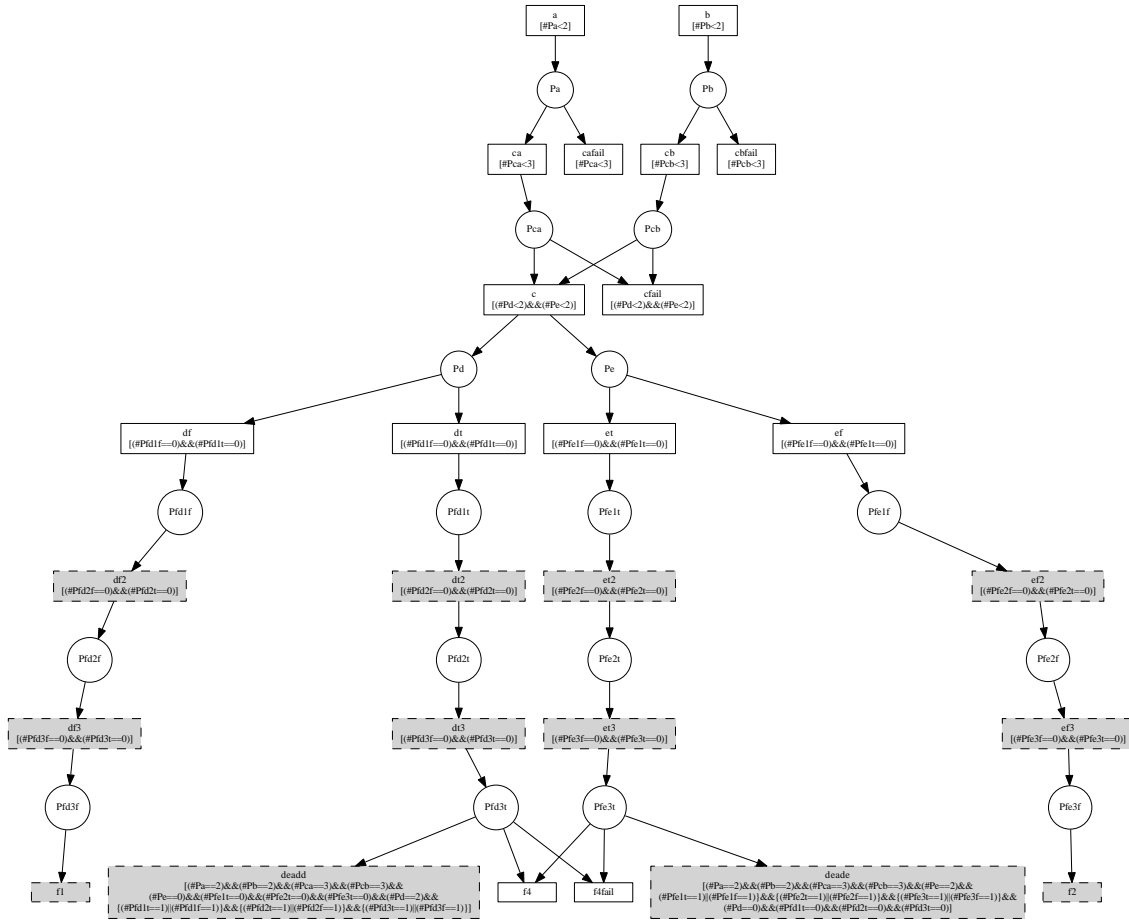 a
[#Pa<2]
b
[#Pb<2]
Pa
Pb
ca
[#Pca<3]
cafail
[#Pca<3]
cb
[#Pcb<3]
cbfail
[#Pcb<3]
Pca
Pcb
c
[(#Pd<2)&&(#Pe<2)]
cfail
[(#Pd<2)&&(#Pe<2)]
Pd
Pe
df
[(#Pfd1f==0)&&(#Pfd1t==0)]
dt
[(#Pfd1f==0)&&(#Pfd1t==0)]
et
[(#Pfe1f==0)&&(#Pfe1t==0)]
ef
[(#Pfe1f==0)&&(#Pfe1t==0)]
Pfd1f
Pfd1t
Pfe1t
Pfe1f
df2
[(#Pfd2f==0)&&(#Pfd2t==0)]
dt2
[(#Pfd2f==0)&&(#Pfd2t==0)]
et2
[(#Pfe2f==0)&&(#Pfe2t==0)]
ef2
[(#Pfe2f==0)&&(#Pfe2t==0)]
Pfd2f
Pfd2t
Pfe2t
Pfe2f
df3
[(#Pfd3f==0)&&(#Pfd3t==0)]
dt3
[(#Pfd3f==0)&&(#Pfd3t==0)]
et3
[(#Pfe3f==0)&&(#Pfe3t==0)]
ef3
[(#Pfe3f==0)&&(#Pfe3t==0)]
Pfd3f
Pfd3t
Pfe3t
Pfe3f
f1
deadd
[(#Pa==2)&&(#Pb==2)&&(#Pca==3)&&(#Pcb==3)&&
(#Pe==0)&&(#Pfe1t==0)&&(#Pfe2t==0)&&(#Pfe3t==0)&&(#Pd==2)&&
{(#Pfd1t==1)||(#Pfd1f==1)}&&{(#Pfd2t==1)||(#Pfd2f==1)}&&{(#Pfd3t==1)||(#Pfd3f==1)}]
f4
f4fail
deade
[(#Pa==2)&&(#Pb==2)&&(#Pca==3)&&(#Pcb==3)&&(#Pe==2)&&
{(#Pfe1t==1)||(#Pfe1f==1)}&&{(#Pfe2t==1)||(#Pfe2f==1)}&&{(#Pfe3t==1)||(#Pfe3f==1)}&&
(#Pd==0)&&(#Pfd1t==0)&&(#Pfd2t==0)&&(#Pfd3t==0)]
f2